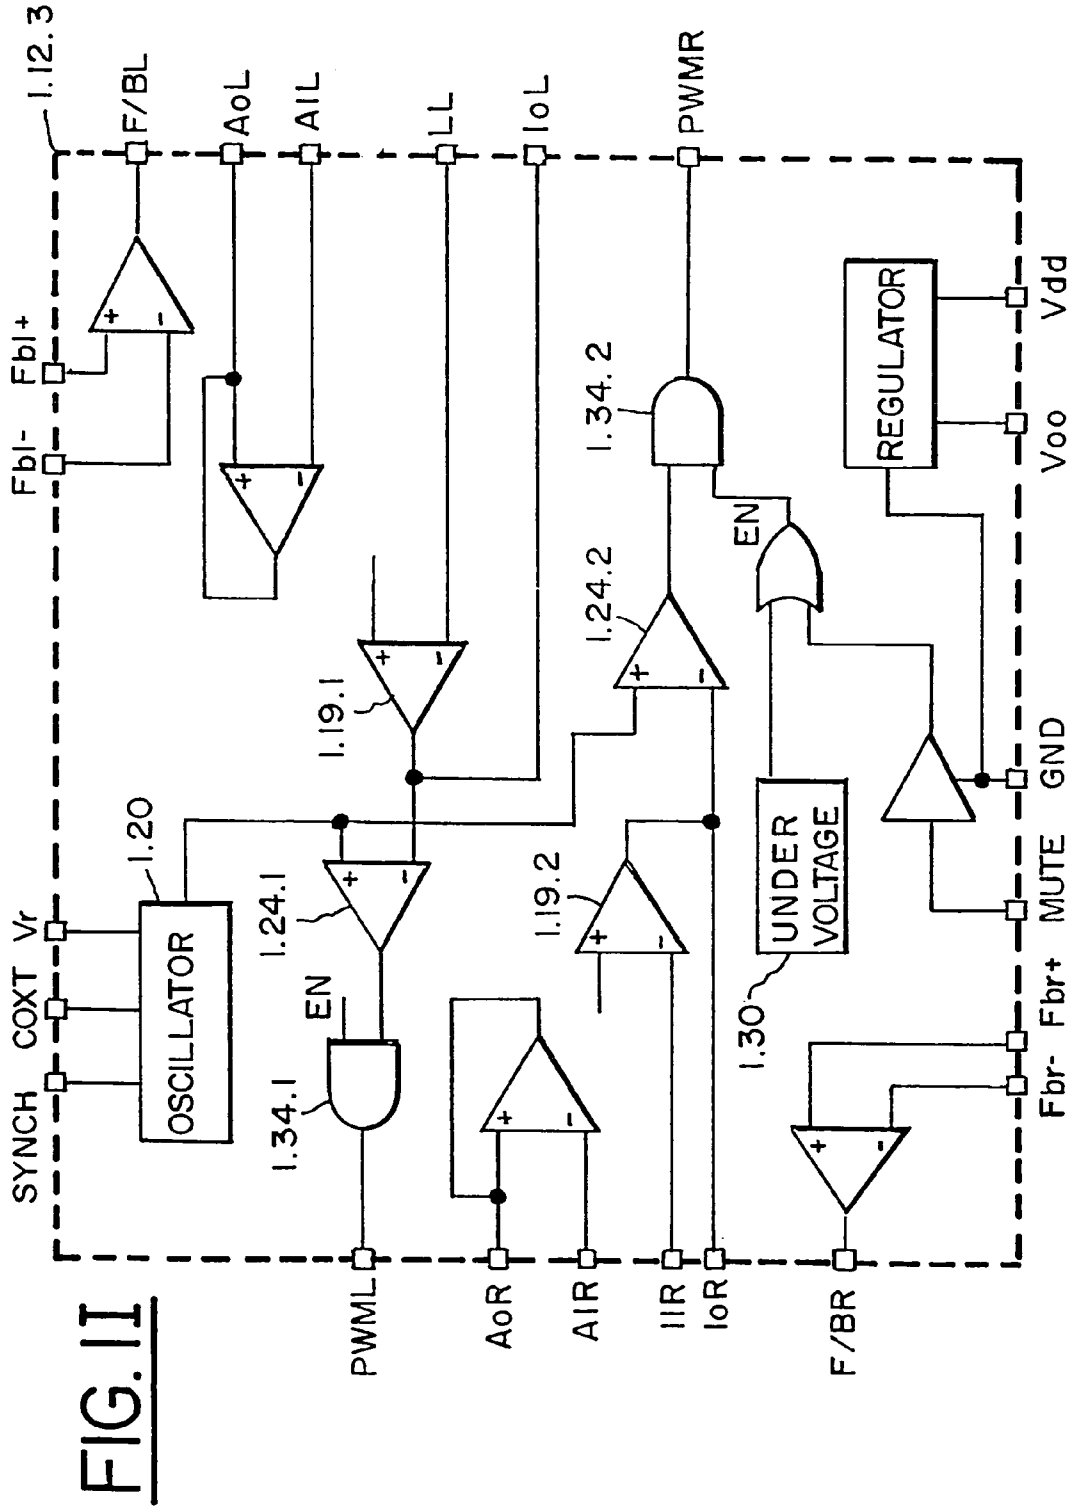 FIG. 11
1.12.3
SYNCH
COXT
Vr
Fbl-
Fbl+
F/BL
AoL
AIL
LL
IoL
PWMR
OSCILLATOR
1.20
+
-
+
-
1.19.1
+
-
1.24.1
+
-
EN
1.34.1
1.34.2
1.24.2
+
-
EN
1.19.2
+
-
+
-
REGULATOR
UNDER
VOLTAGE
1.30
+
-
PWML
AoR
AIR
IIR
IoR
F/BR
Fbr-
Fbr+
MUTE
GND
Voo
Vdd